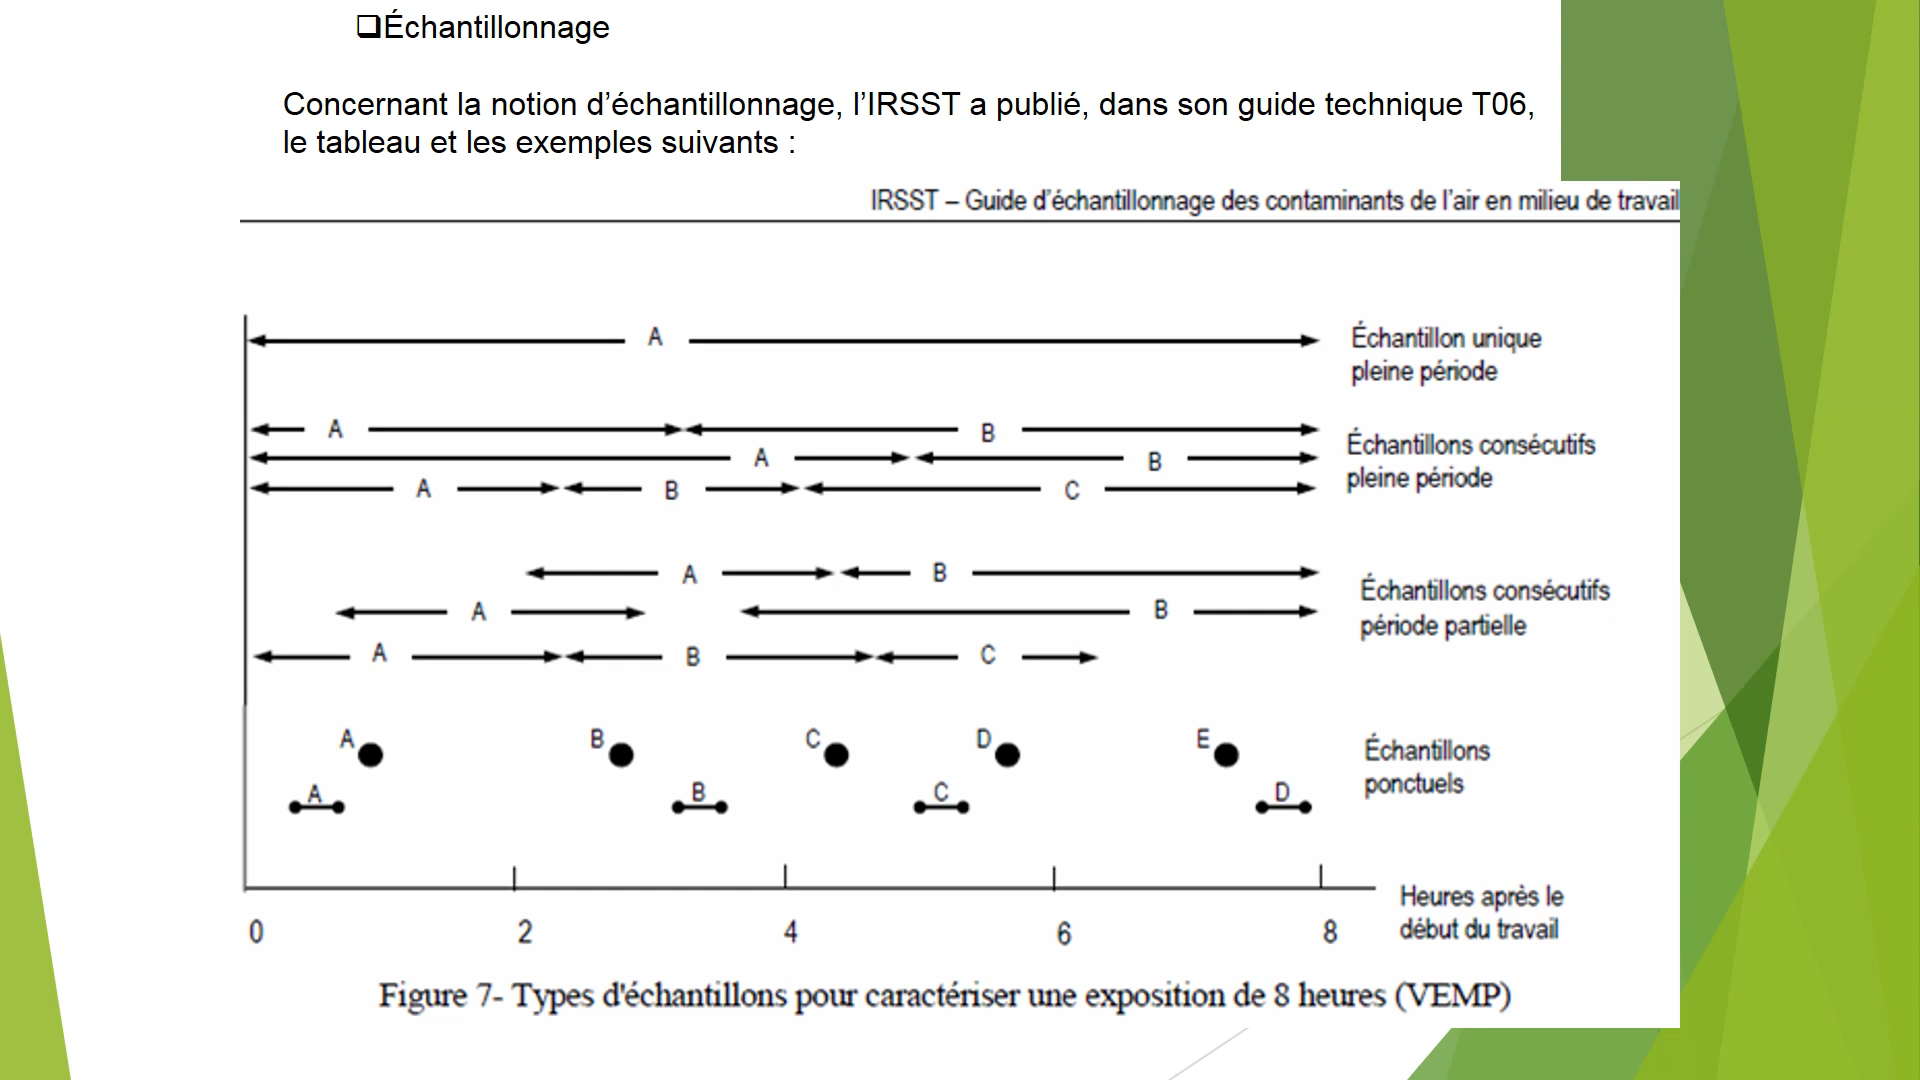 ❑Échantillonnage
Concernant la notion d’échantillonnage, l’IRSST a publié, dans son guide technique T06,
le tableau et les exemples suivants :
IRSST – Guide d’échantillonnage des contaminants de l’air en milieu de travail
A
Échantillon unique
pleine période
A B
A B
A B C
Échantillons consécutifs
pleine période
A B
A B
A B C
Échantillons consécutifs
période partielle
A B C D E
A B C D
Échantillons
ponctuels
0 2 4 6 8
Heures après le
début du travail
Figure 7- Types d'échantillons pour caractériser une exposition de 8 heures (VEMP)